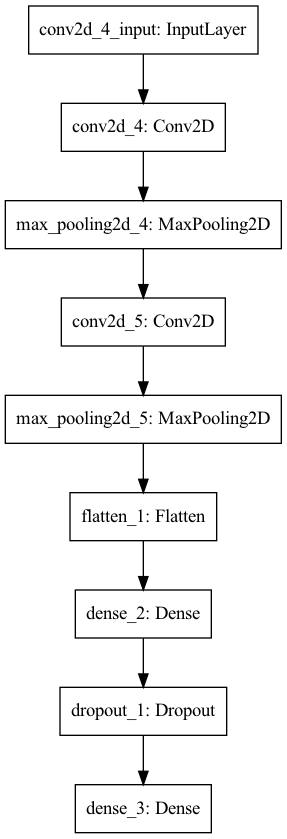 conv2d_4_input: InputLayer
conv2d_4: Conv2D
max_pooling2d_4: MaxPooling2D
conv2d_5: Conv2D
max_pooling2d_5: MaxPooling2D
flatten_1: Flatten
dense_2: Dense
dropout_1: Dropout
dense_3: Dense